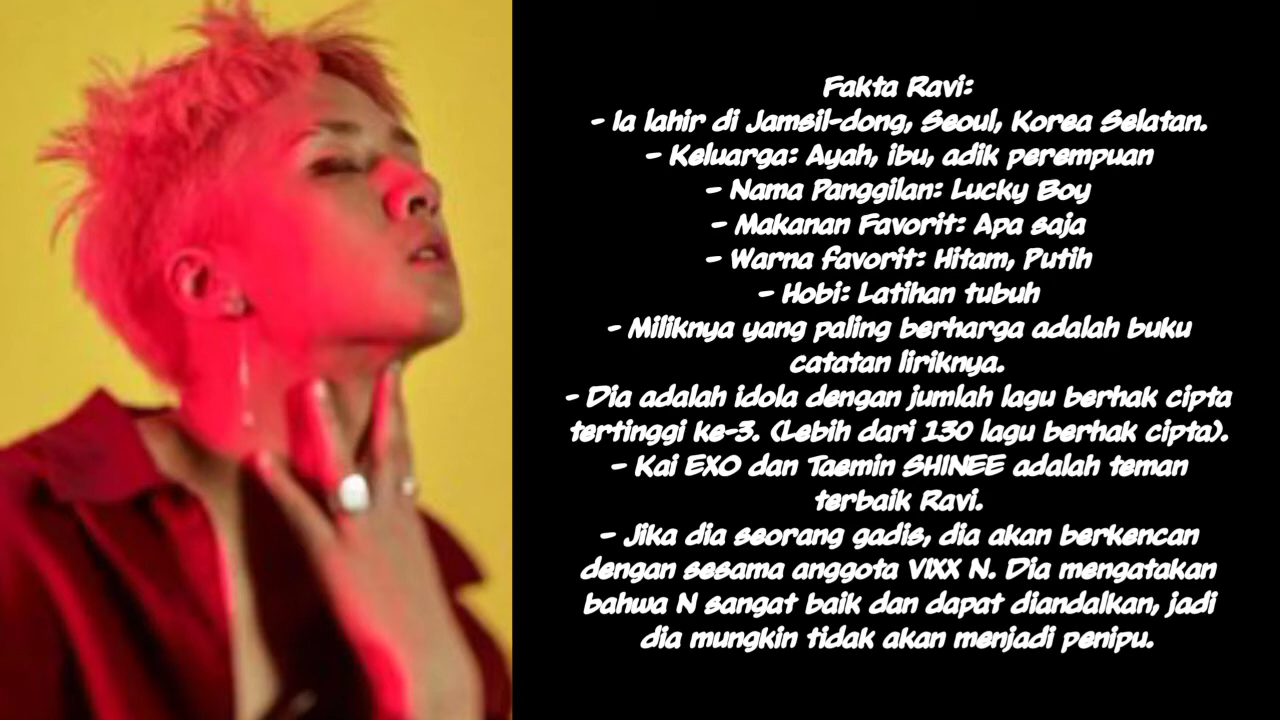 Fakta Ravi:
- Ia lahir di Jamsil-dong, Seoul, Korea Selatan.
- Keluarga: Ayah, ibu, adik perempuan
- Nama Panggilan: Lucky Boy
- Makanan Favorit: Apa saja
- Warna favorit: Hitam, Putih
- Hobi: Latihan tubuh
- Miliknya yang paling berharga adalah buku
catatan liriknya.
- Dia adalah idola dengan jumlah lagu berhak cipta
tertinggi ke-3. (Lebih dari 130 lagu berhak cipta).
- Kai EXO dan Taemin SHINEE adalah teman
terbaik Ravi.
- Jika dia seorang gadis, dia akan berkencan
dengan sesama anggota VIXX N. Dia mengatakan
bahwa N sangat baik dan dapat diandalkan, jadi
dia mungkin tidak akan menjadi penipu.